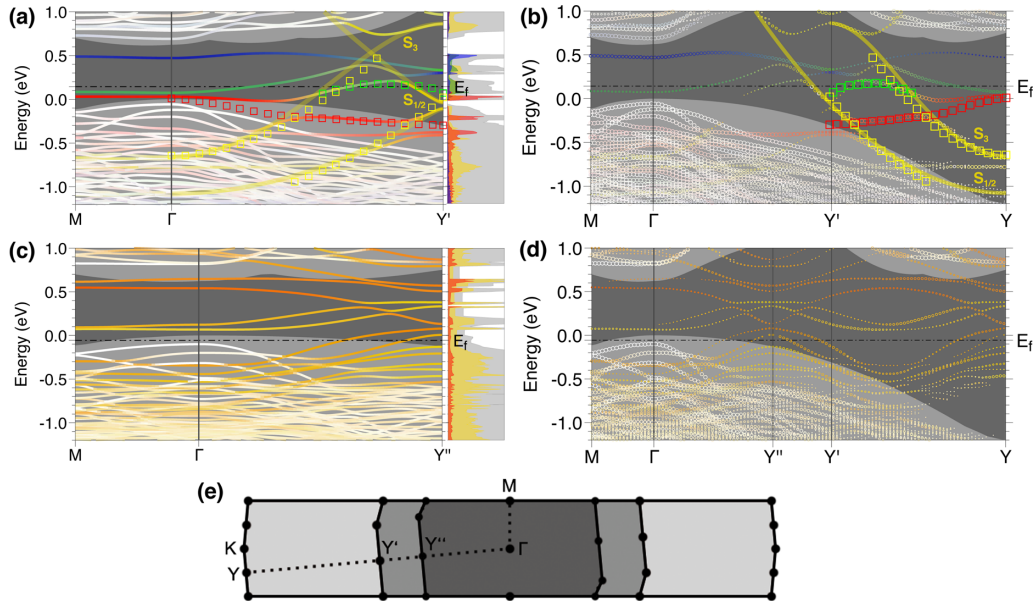 (a)
1.0
0.5
0.0
-0.5
-1.0
Energy (eV)
S3
S1/2
Ef
M
Γ
Y'
(b)
1.0
0.5
0.0
-0.5
-1.0
Energy (eV)
Ef
S3
S1/2
M
Γ
Y'
Y
(c)
1.0
0.5
0.0
-0.5
-1.0
Energy (eV)
Ef
M
Γ
Y''
(d)
1.0
0.5
0.0
-0.5
-1.0
Energy (eV)
Ef
M
Γ
Y''
Y'
Y
(e)
M
K
Y
Y'
Y''
Γ